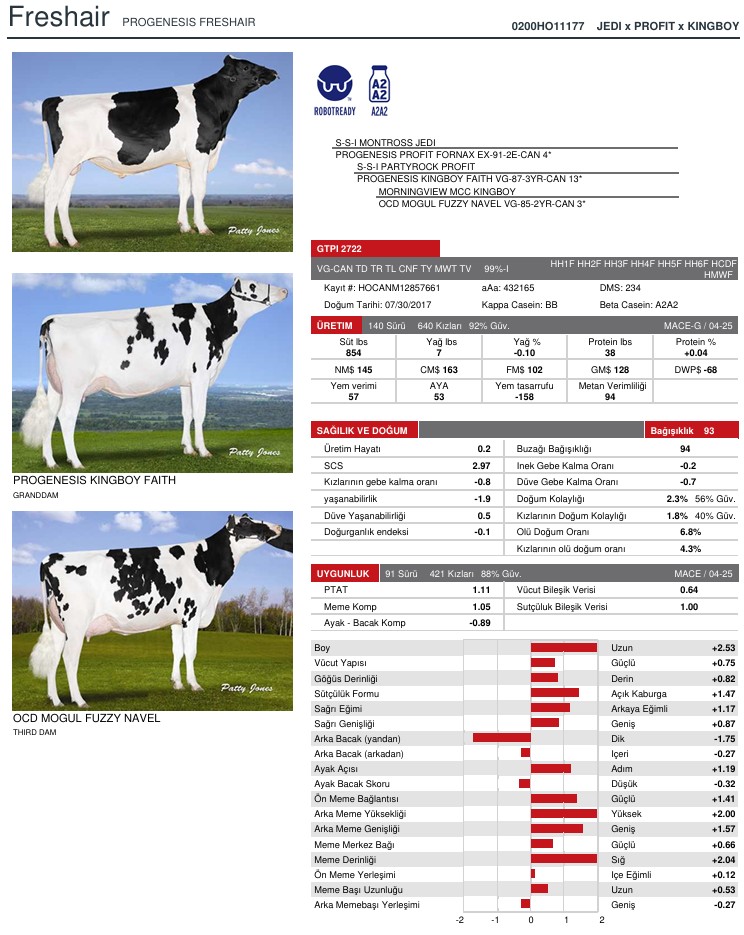 Freshair PROGENESIS FRESHAIR 0200HO11177 JEDI x PROFIT x KINGBOY
Patty Jones
PROGENESIS KINGBOY FAITH
GRANDDAM
Patty Jones
OCD MOGUL FUZZY NAVEL
THIRD DAM
Patty Jones
ROBOTREADY
A2
A2
A2A2
S-S-I MONTROSS JEDI
PROGENESIS PROFIT FORNAX EX-91-2E-CAN 4*
S-S-I PARTYROCK PROFIT
PROGENESIS KINGBOY FAITH VG-87-3YR-CAN 13*
MORNINGVIEW MCC KINGBOY
OCD MOGUL FUZZY NAVEL VG-85-2YR-CAN 3*
GTPI 2722
VG-CAN TD TR TL CNF TY MWT TV 99%-I HH1F HH2F HH3F HH4F HH5F HH6F HCDF
HMWF
Kayıt #: HOCANM12857661 aAa: 432165 DMS: 234
Doğum Tarihi: 07/30/2017 Kappa Casein: BB Beta Casein: A2A2
ÜRETIM 140 Sürü 640 Kızları 92% Güv. MACE-G / 04-25
Süt lbs Yağ lbs Yağ % Protein lbs Protein %
854 7 -0.10 38 +0.04
NM$ 145 CM$ 163 FM$ 102 GM$ 128 DWP$ -68
Yem verimi AYA Yem tasarrufu Metan Verimliliği
57 53 -158 94
SAĞILIK VE DOĞUM Bağışıklık 93
Üretim Hayatı 0.2 Buzağı Bağışıklığı 94
SCS 2.97 Inek Gebe Kalma Oranı -0.2
Kızlarının gebe kalma oranı -0.8 Düve Gebe Kalma Oranı -0.7
yaşanabilirlik -1.9 Doğum Kolaylığı 2.3% 56% Güv.
Düve Yaşanabilirliği 0.5 Kızlarının Doğum Kolaylığı 1.8% 40% Güv.
Doğurganlık endeksi -0.1 Olü Doğum Oranı 6.8%
Kızlarının olü doğum oranı 4.3%
UYGUNLUK 91 Sürü 421 Kızları 88% Güv. MACE / 04-25
PTAT 1.11 Vücut Bileşik Verisi 0.64
Meme Komp 1.05 Sutçüluk Bileşik Verisi 1.00
Ayak - Bacak Komp -0.89
Boy Uzun +2.53
Vücut Yapısı Güçlü +0.75
Göğüs Derinliği Derin +0.82
Sütçülük Formu Açık Kaburga +1.47
Sağrı Eğimi Arkaya Eğimli +1.17
Sağrı Genişliği Geniş +0.87
Arka Bacak (yandan) Dik -1.75
Arka Bacak (arkadan) Içeri -0.27
Ayak Açısı Adım +1.19
Ayak Bacak Skoru Düşük -0.32
Ön Meme Bağlantısı Güçlü +1.41
Arka Meme Yüksekliği Yüksek +2.00
Arka Meme Genişliği Geniş +1.57
Meme Merkez Bağı Güçlü +0.66
Meme Derinliği Sığ +2.04
Ön Meme Yerleşimi Içe Eğimli +0.12
Meme Başı Uzunluğu Uzun +0.53
Arka Memebaşı Yerleşimi Geniş -0.27
-2 -1 0 1 2